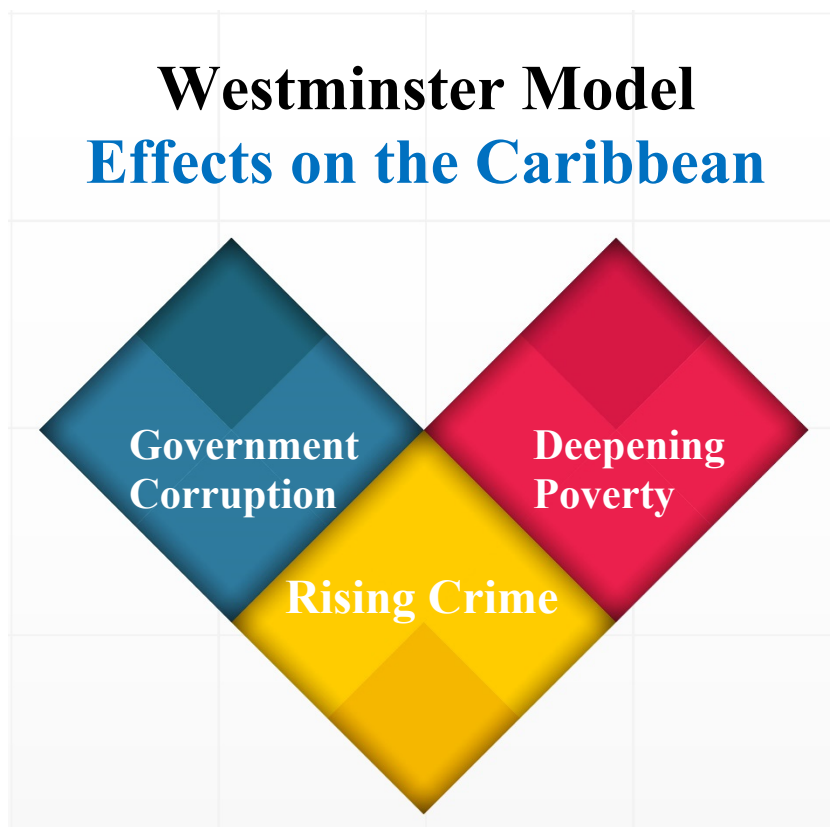 Westminster Model
Effects on the Caribbean
Government
Corruption
Deepening
Poverty
Rising Crime